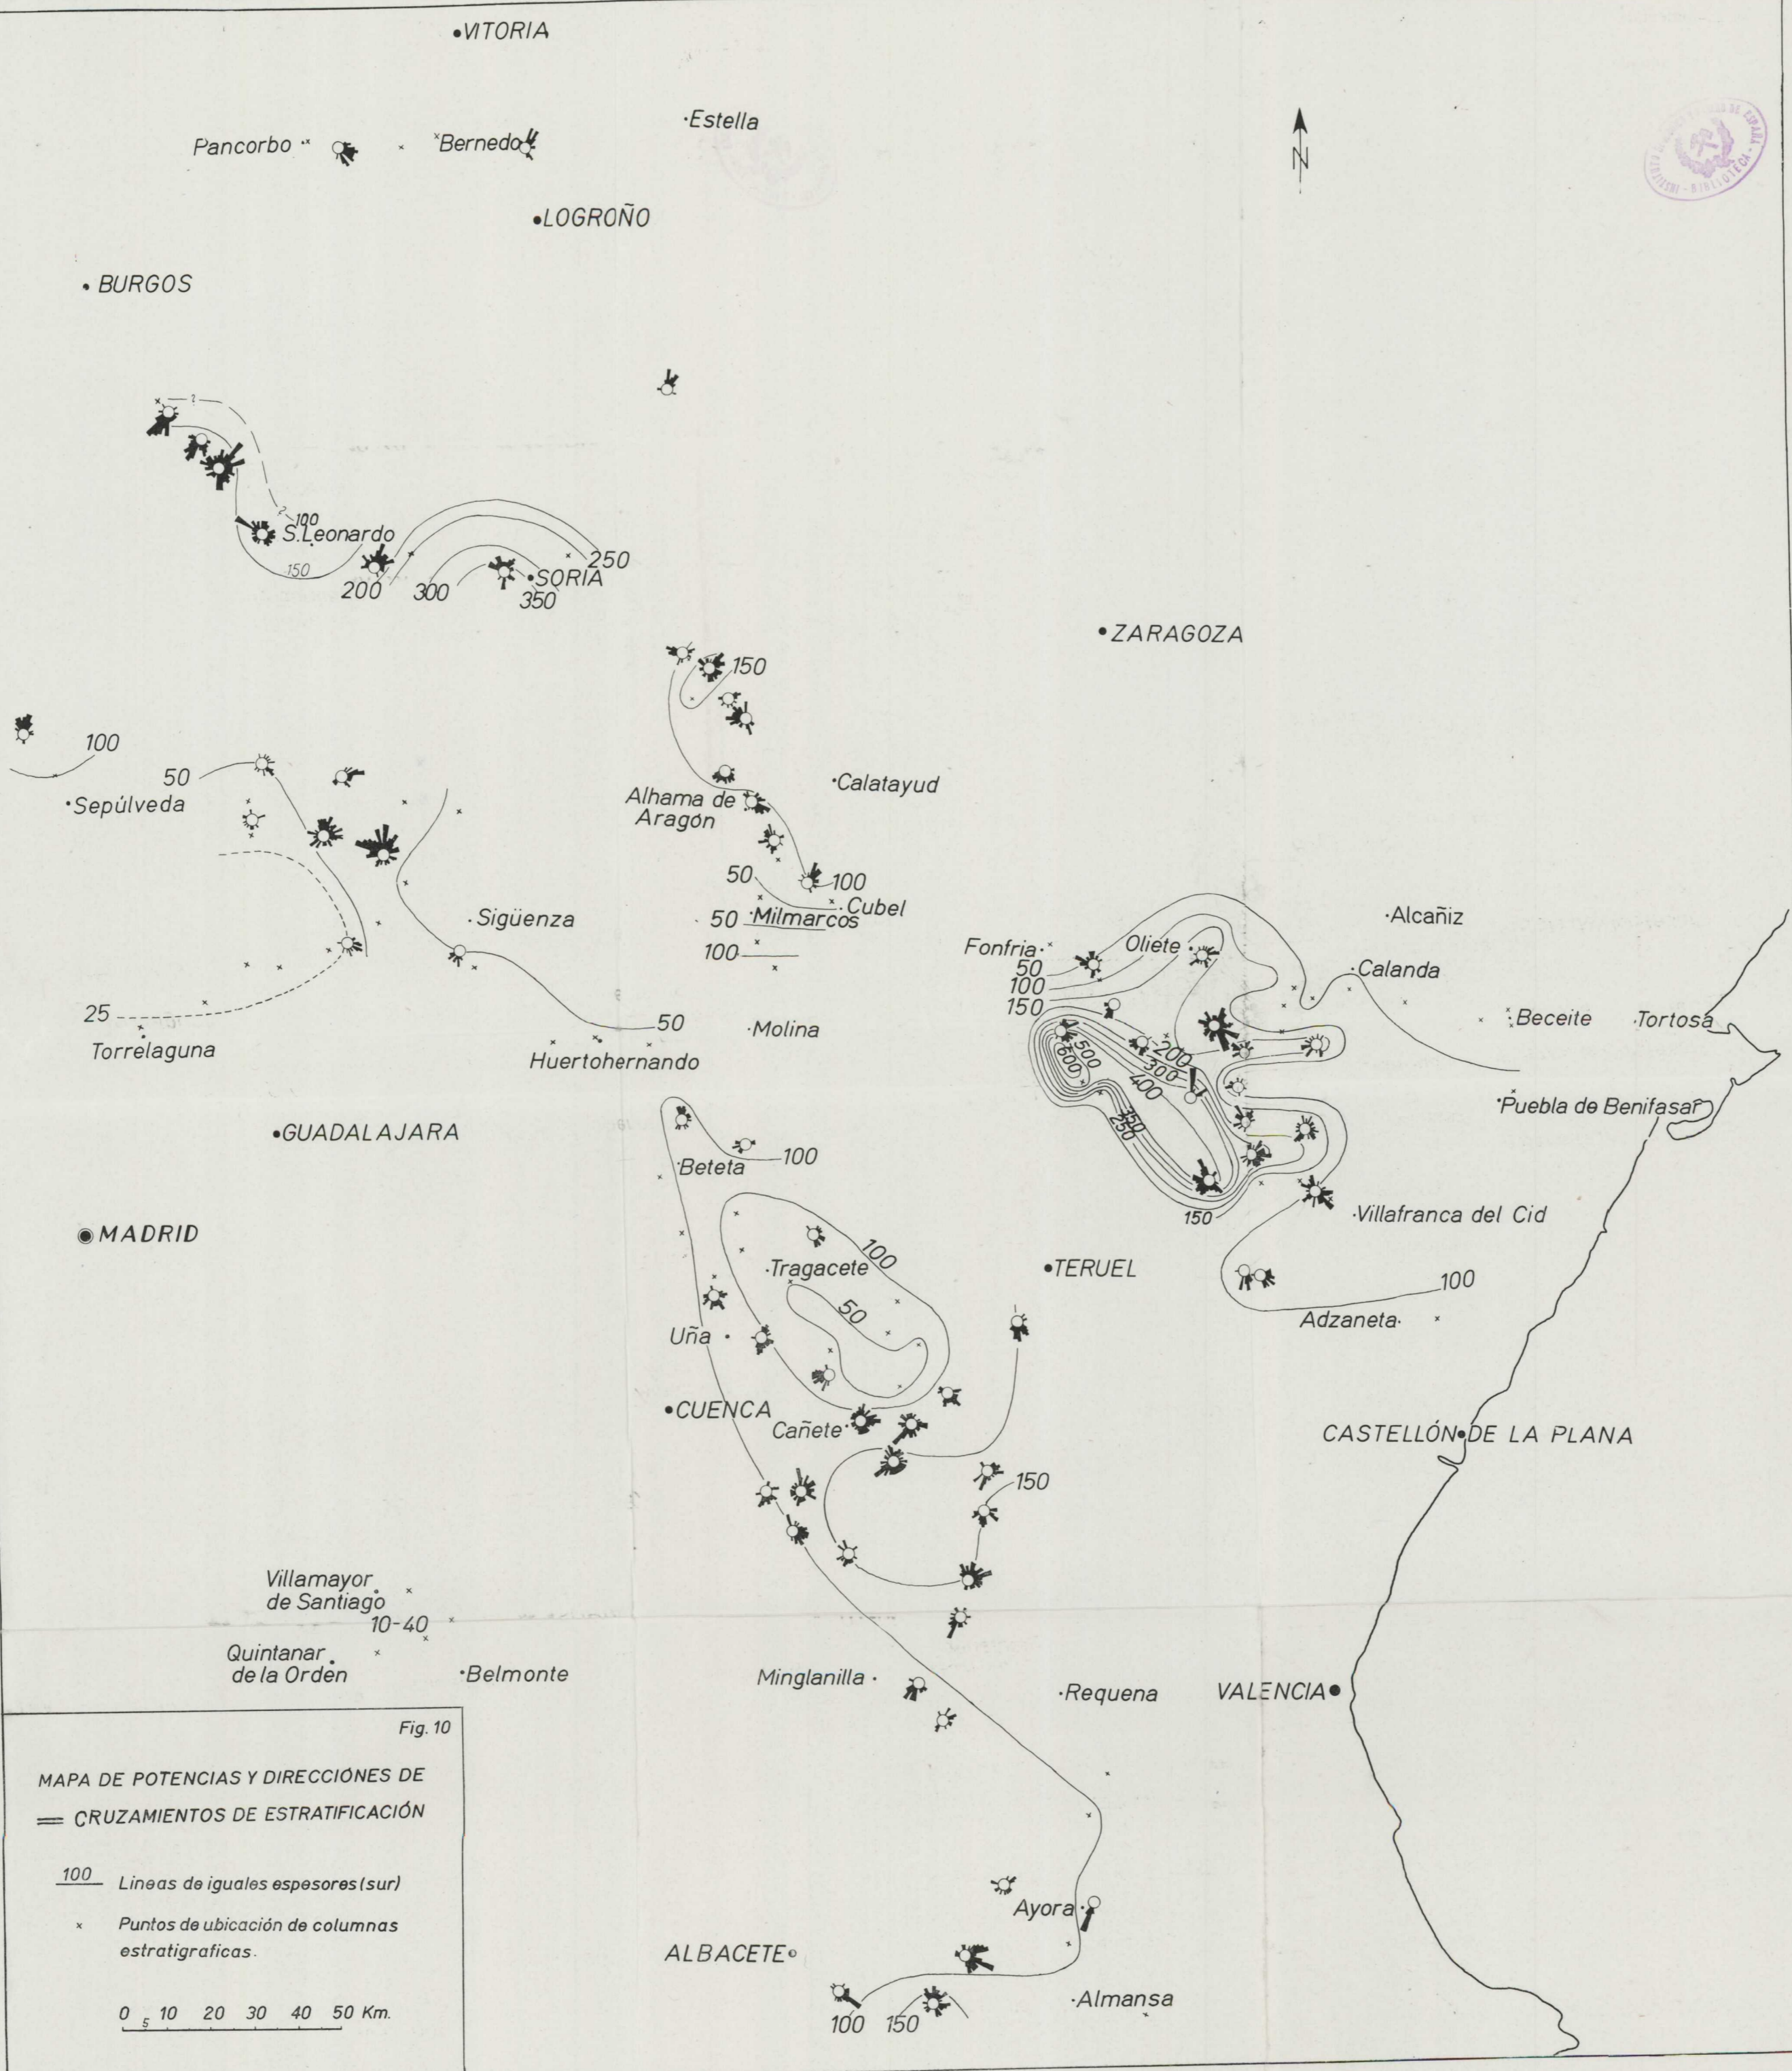 VITORIA
Estella
Pancorbo
Bernedo
N
LOGROÑO
BURGOS
?
?
100
S. Leonardo
150
200
300
SORIA
250
350
ZARAGOZA
150
100
50
Sepúlveda
Calatayud
Alhama de
Aragón
50
100
Cubel
50
Milmarcos
100
Sigüenza
Alcañiz
Fonfria
Oliete
50
100
150
Calanda
25
Torrelaguna
50
Molina
Huertohernando
Beceite
Tortosa
500
600
200
300
400
350
250
Puebla de Benifasar
GUADALAJARA
Beteta
100
150
Villafranca del Cid
MADRID
100
Tragacete
TERUEL
50
100
Adzaneta
Uña
CUENCA
Cañete
CASTELLÓN DE LA PLANA
150
Villamayor
de Santiago
10-40
Quintanar
de la Orden
Belmonte
Minglanilla
Requena
VALENCIA
Fig. 10
MAPA DE POTENCIAS Y DIRECCIONES DE
CRUZAMIENTOS DE ESTRATIFICACIÓN
100 Lineas de iguales espesores (sur)
x Puntos de ubicación de columnas
estratigraficas.
0 5 10 20 30 40 50 Km.
Ayora
ALBACETE
Almansa
100
150
BIBLIOTECA